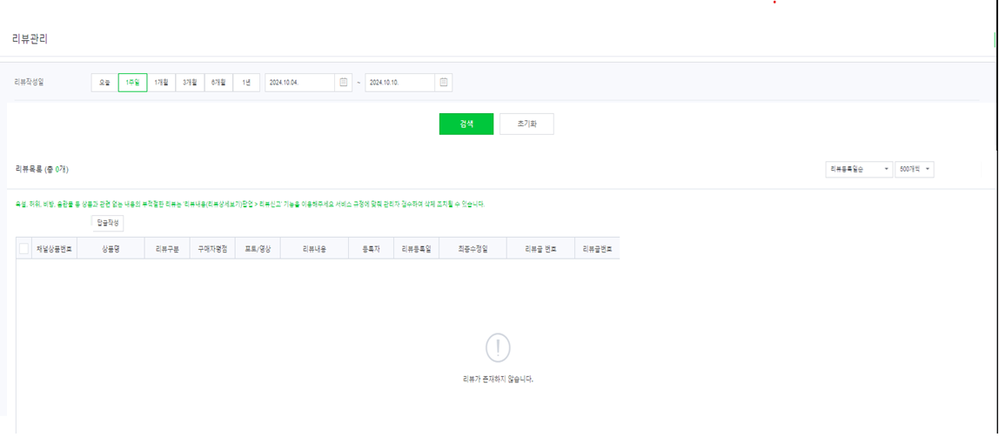 리뷰관리
리뷰작성일 오늘 1주일 1개월 3개월 6개월 1년 2024.10.04. ~ 2024.10.10.
검색 초기화
리뷰목록 (총 0개) 리뷰등록일순 500개씩
욕설, 허위, 비방, 음란물 등 상품과 관련 없는 내용의 부적절한 리뷰는 '리뷰내용(리뷰상세보기)팝업 > 리뷰신고' 기능을 이용해주세요 서비스 규정에 맞춰 관리자 검수하여 삭제 조치될 수 있습니다.
답글작성
채널상품번호 상품명 리뷰구분 구매자평점 포토/영상 리뷰내용 등록자 리뷰등록일 최종수정일 리뷰글 번호 리뷰글번호
리뷰가 존재하지 않습니다.